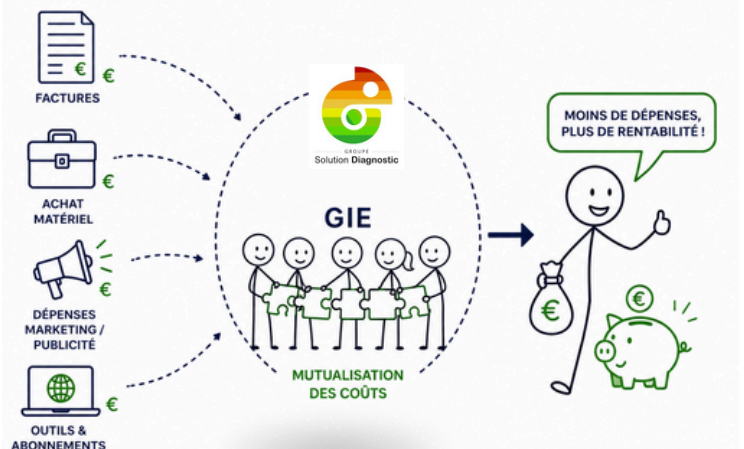 FACTURES
ACHAT
MATÉRIEL
DÉPENSES
MARKETING /
PUBLICITÉ
OUTILS &
ABONNEMENTS
GROUPE
Solution Diagnostic
GIE
MUTUALISATION
DES COÛTS
MOINS DE DÉPENSES,
PLUS DE RENTABILITÉ !